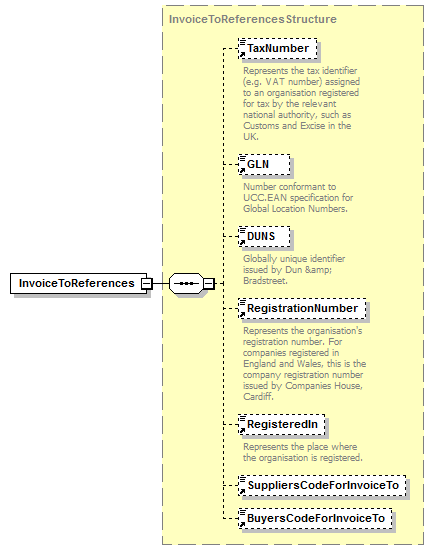 InvoiceToReferencesStructure
TaxNumber
Represents the tax identifier
(e.g. VAT number) assigned
to an organisation registered
for tax by the relevant
national authority, such as
Customs and Excise in the
UK.
GLN
Number conformant to
UCC.EAN specification for
Global Location Numbers.
DUNS
Globally unique identifier
issued by Dun &amp;
Bradstreet.
InvoiceToReferences
RegistrationNumber
Represents the organisation's
registration number. For
companies registered in
England and Wales, this is the
company registration number
issued by Companies House,
Cardiff.
RegisteredIn
Represents the place where
the organisation is registered.
SuppliersCodeForInvoiceTo
BuyersCodeForInvoiceTo